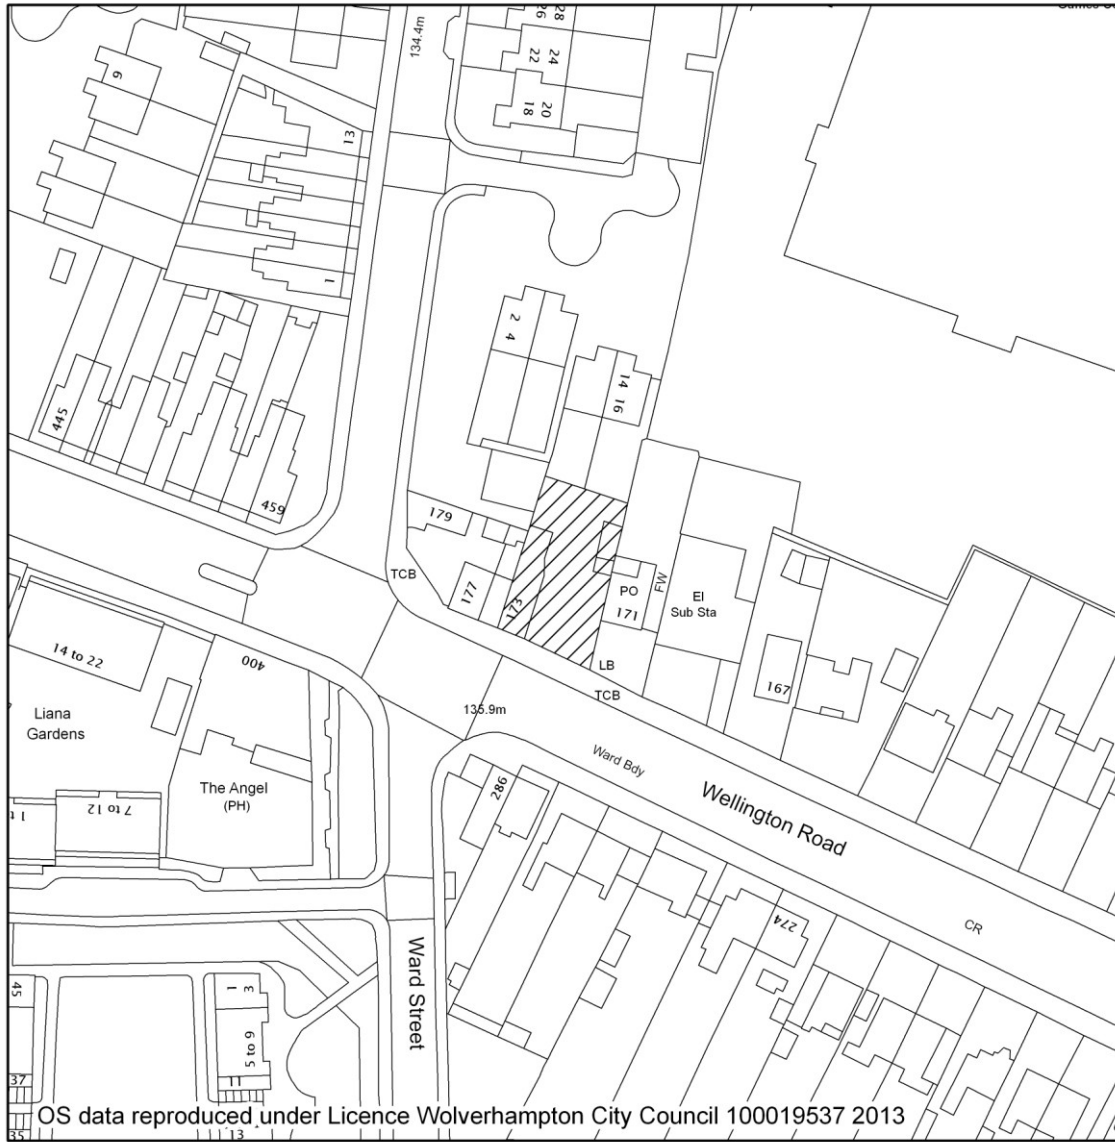 26
28
134.4m
22
24
18
20
9
13
1
2
4
14
16
445
459
179
TCB
177
173
PO
171
FW
El
Sub Sta
LB
TCB
167
14 to 22
400
Liana
Gardens
135.9m
Ward Bdy
Wellington Road
The Angel
(PH)
7 to 12
286
274
CR
Ward Street
45
1
3
5 to 9
37
11
35
13
OS data reproduced under Licence Wolverhampton City Council 100019537 2013